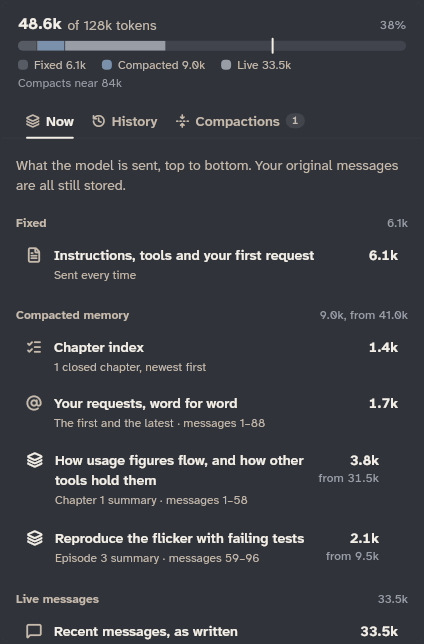 48.6k of 128k tokens 38%
Fixed 6.1k Compacted 9.0k Live 33.5k
Compacts near 84k
Now History Compactions 1
What the model is sent, top to bottom. Your original messages
are all still stored.
Fixed 6.1k
Instructions, tools and your first request 6.1k
Sent every time
Compacted memory 9.0k, from 41.0k
Chapter index 1.4k
1 closed chapter, newest first
Your requests, word for word 1.7k
The first and the latest · messages 1–88
How usage figures flow, and how other 3.8k
tools hold them from 31.5k
Chapter 1 summary · messages 1–58
Reproduce the flicker with failing tests 2.1k
Episode 3 summary · messages 59–96 from 9.5k
Live messages 33.5k
Recent messages, as written 33.5k